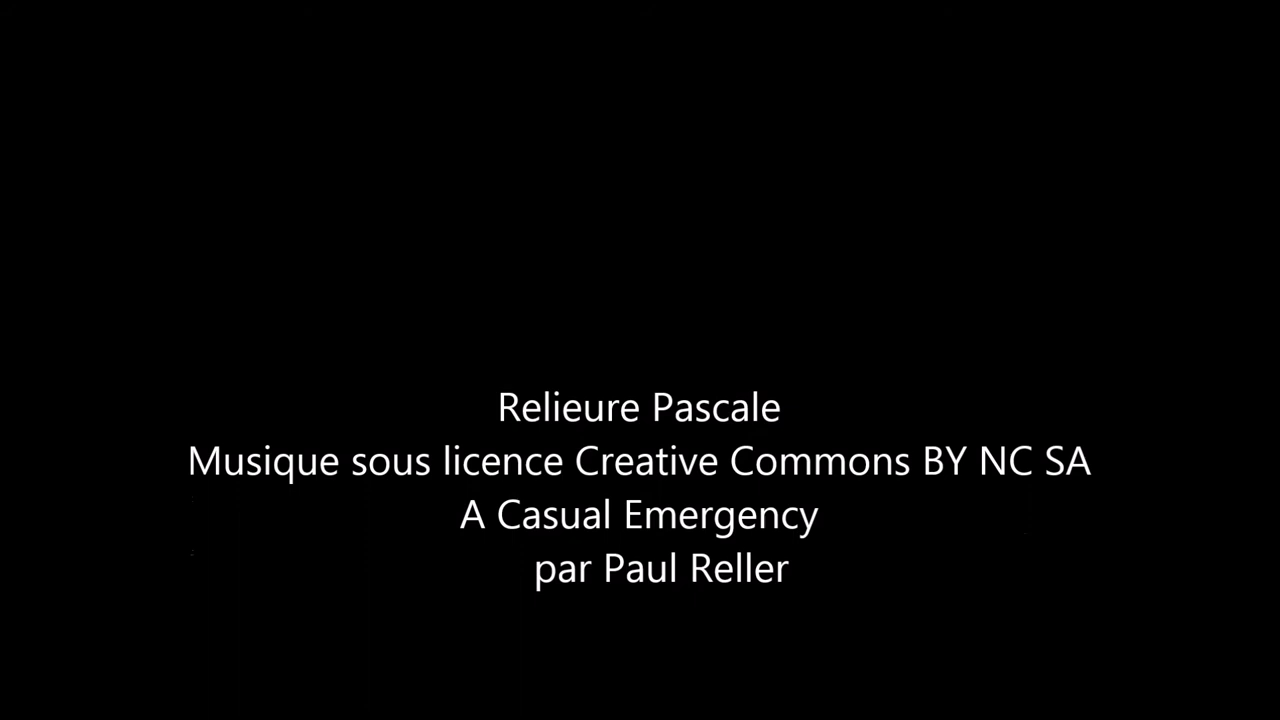 Relieure Pascale
Musique sous licence Creative Commons BY NC SA
A Casual Emergency
par Paul Reller